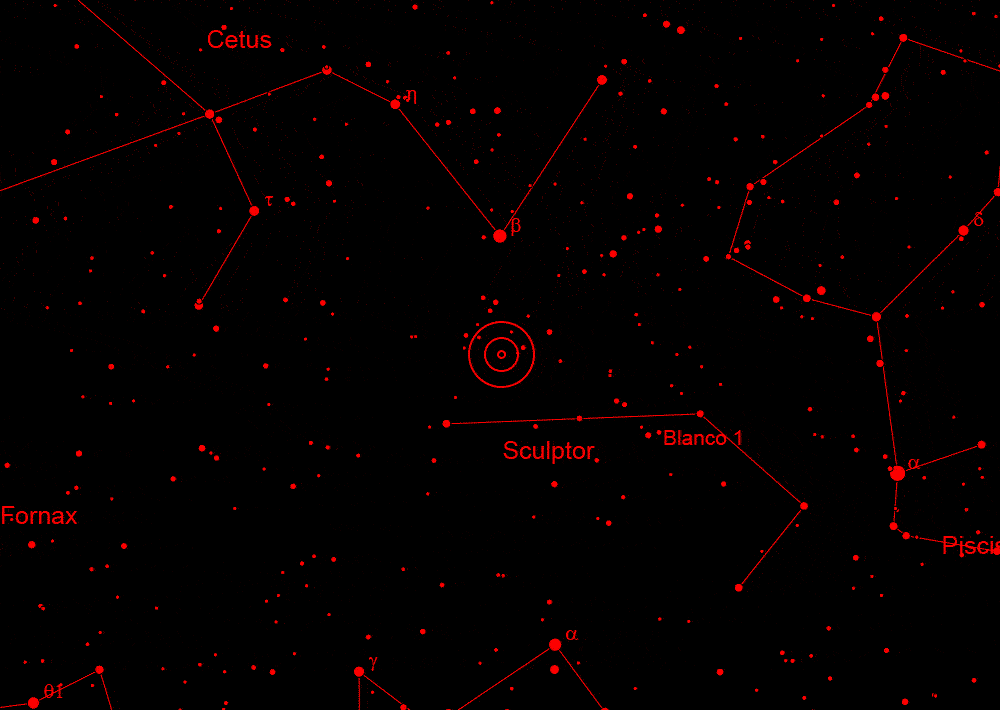 Cetus
η
τ
β
δ
Blanco 1
Sculptor
α
Fornax
Piscis
α
γ
θ1